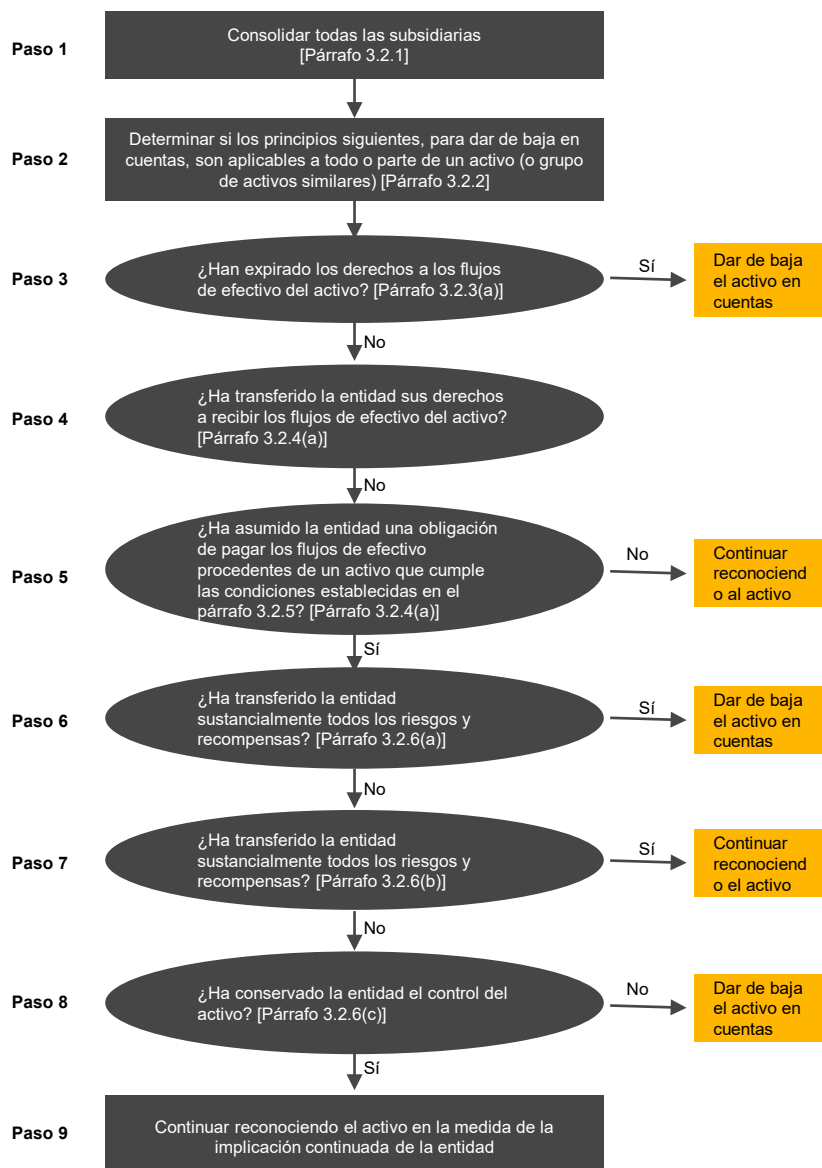 Paso 1
Consolidar todas las subsidiarias
[Párrafo 3.2.1]
Paso 2
Determinar si los principios siguientes, para dar de baja en
cuentas, son aplicables a todo o parte de un activo (o grupo
de activos similares) [Párrafo 3.2.2]
Paso 3
¿Han expirado los derechos a los flujos
de efectivo del activo? [Párrafo 3.2.3(a)]
Sí
Dar de baja
el activo en
cuentas
No
Paso 4
¿Ha transferido la entidad sus derechos
a recibir los flujos de efectivo del activo?
[Párrafo 3.2.4(a)]
No
Paso 5
¿Ha asumido la entidad una obligación
de pagar los flujos de efectivo
procedentes de un activo que cumple
las condiciones establecidas en el
párrafo 3.2.5? [Párrafo 3.2.4(a)]
No
Continuar
reconociend
o al activo
Sí
Paso 6
¿Ha transferido la entidad
sustancialmente todos los riesgos y
recompensas? [Párrafo 3.2.6(a)]
Sí
Dar de baja
el activo en
cuentas
No
Paso 7
¿Ha transferido la entidad
sustancialmente todos los riesgos y
recompensas? [Párrafo 3.2.6(b)]
Sí
Continuar
reconociend
o el activo
No
Paso 8
¿Ha conservado la entidad el control del
activo? [Párrafo 3.2.6(c)]
No
Dar de baja
el activo en
cuentas
Sí
Paso 9
Continuar reconociendo el activo en la medida de la
implicación continuada de la entidad